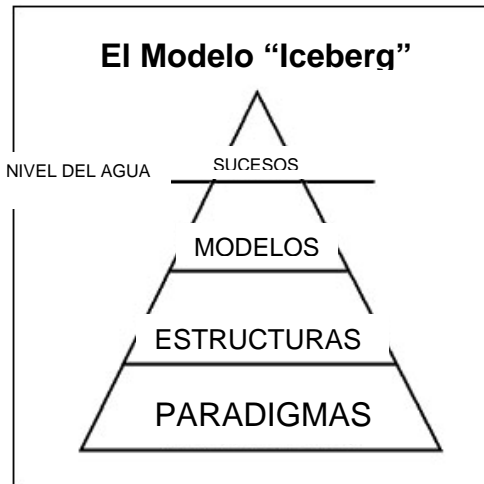 El Modelo “Iceberg”
SUCESOS
NIVEL DEL AGUA
MODELOS
ESTRUCTURAS
PARADIGMAS